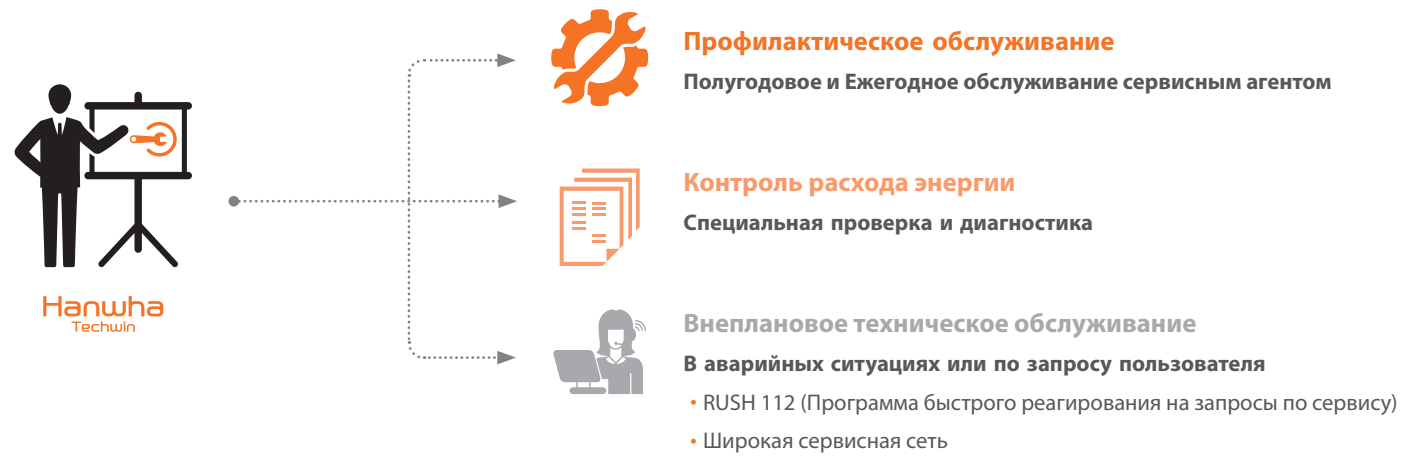 Hanwha
Techwin
Профилактическое обслуживание
Полугодовое и Ежегодное обслуживание сервисным агентом
Контроль расхода энергии
Специальная проверка и диагностика
Внеплановое техническое обслуживание
В аварийных ситуациях или по запросу пользователя
• RUSH 112 (Программа быстрого реагирования на запросы по сервису)
• Широкая сервисная сеть